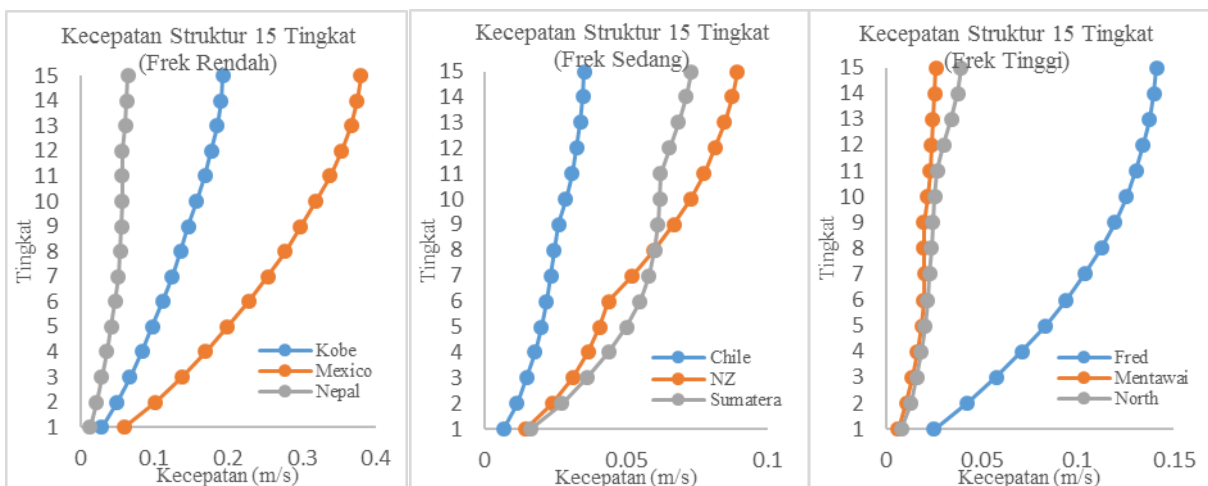 Kecepatan Struktur 15 Tingkat
(Frek Rendah)
15
14
13
12
11
10
9
8
7
6
5
4
3
2
1
Tingkat
Kobe
Mexico
Nepal
0
0.1
0.2
0.3
0.4
Kecepatan (m/s)
Kecepatan Struktur 15 Tingkat
(Frek Sedang)
15
14
13
12
11
10
9
8
7
6
5
4
3
2
1
Tingkat
Chile
NZ
Sumatera
0
0.05
0.1
Kecepatan (m/s)
Kecepatan Struktur 15 Tingkat
(Frek Tinggi)
15
14
13
12
11
10
9
8
7
6
5
4
3
2
1
Tingkat
Fred
Mentawai
North
0
0.05
0.1
0.15
Kecepatan (m/s)